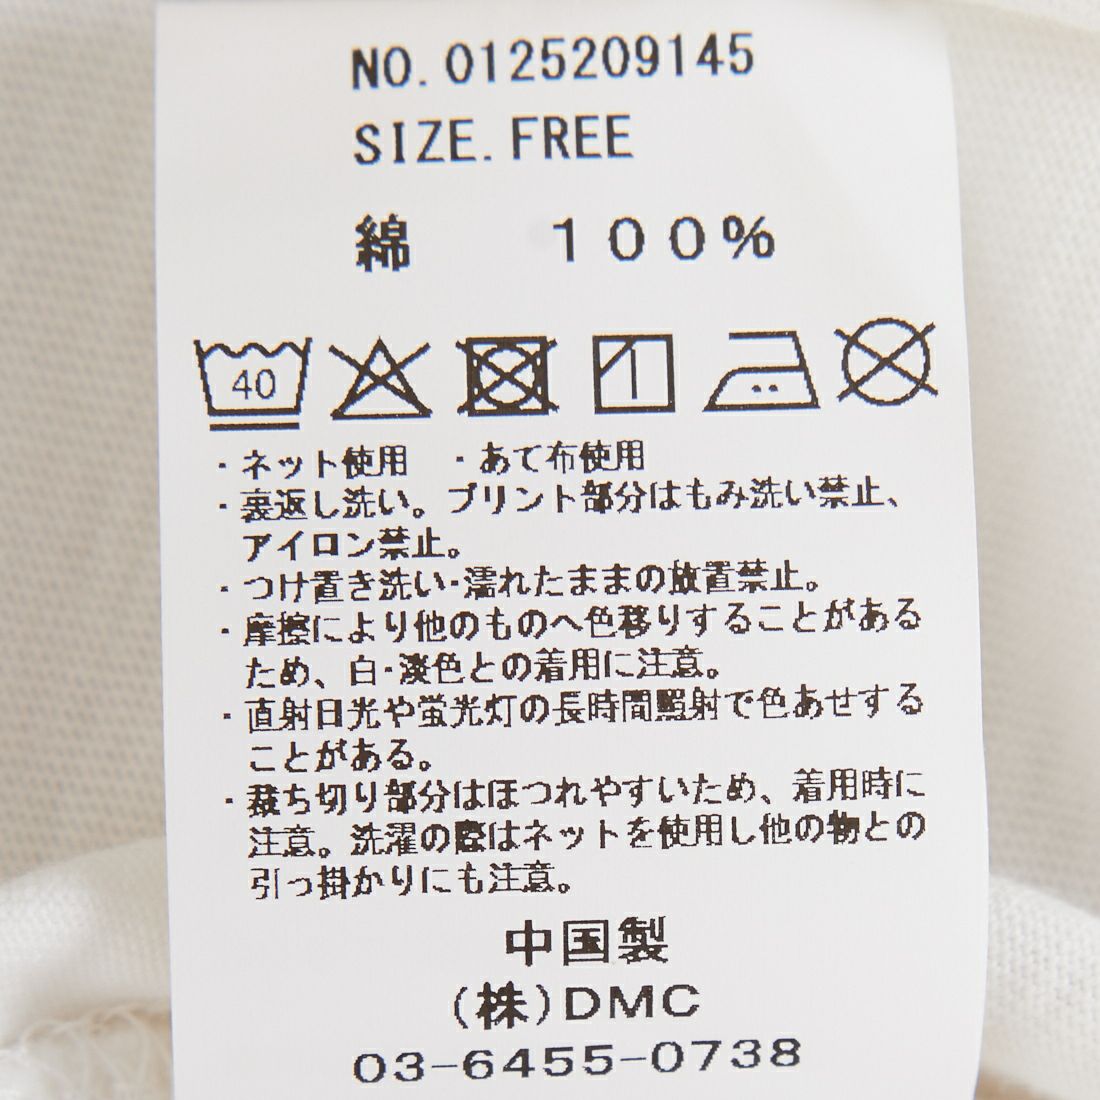 NO.0125209145
SIZE.FREE
綿 100%
40
・ネット使用 ・あて布使用
・裏返し洗い。プリント部分はもみ洗い禁止、
アイロン禁止。
・つけ置き洗い・濡れたままの放置禁止。
・摩擦により他のものへ色移りすることがある
ため、白・淡色との着用に注意。
・直射日光や蛍光灯の長時間照射で色あせする
ことがある。
・裁ち切り部分はほつれやすいため、着用時に
注意。洗濯の際はネットを使用し他の物との
引っ掛かりにも注意。
中国製
(株)DMC
03-6455-0738